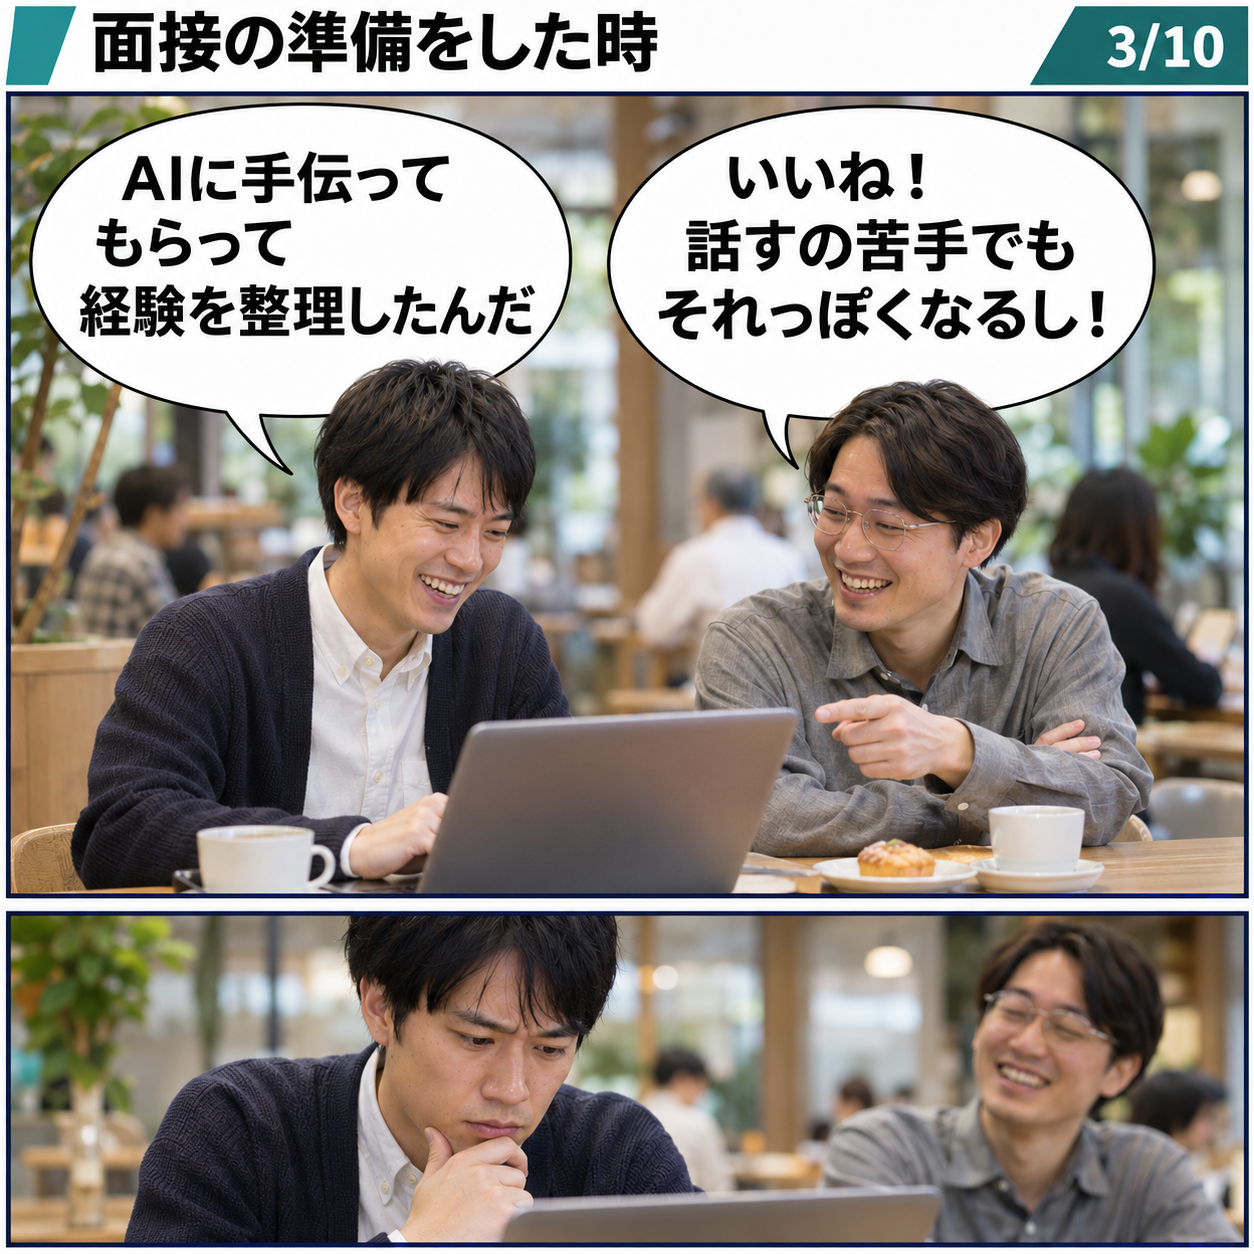 面接の準備をした時
3/10
AIに手伝って
もらって
経験を整理したんだ
いいね！
話すの苦手でも
それっぽくなるし！